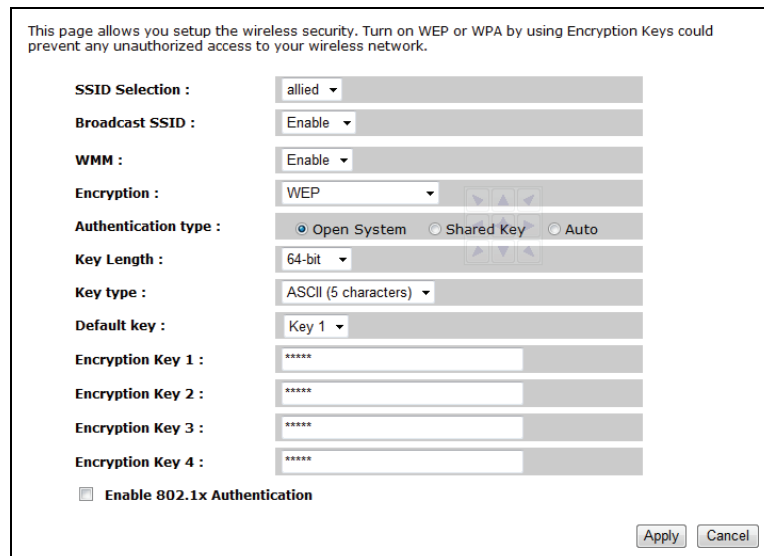 This page allows you setup the wireless security. Turn on WEP or WPA by using Encryption Keys could
prevent any unauthorized access to your wireless network.
SSID Selection : allied
Broadcast SSID : Enable
WMM : Enable
Encryption : WEP
Authentication type : Open System Shared Key Auto
Key Length : 64-bit
Key type : ASCII (5 characters)
Default key : Key 1
Encryption Key 1 : *****
Encryption Key 2 : *****
Encryption Key 3 : *****
Encryption Key 4 : *****
Enable 802.1x Authentication
Apply Cancel